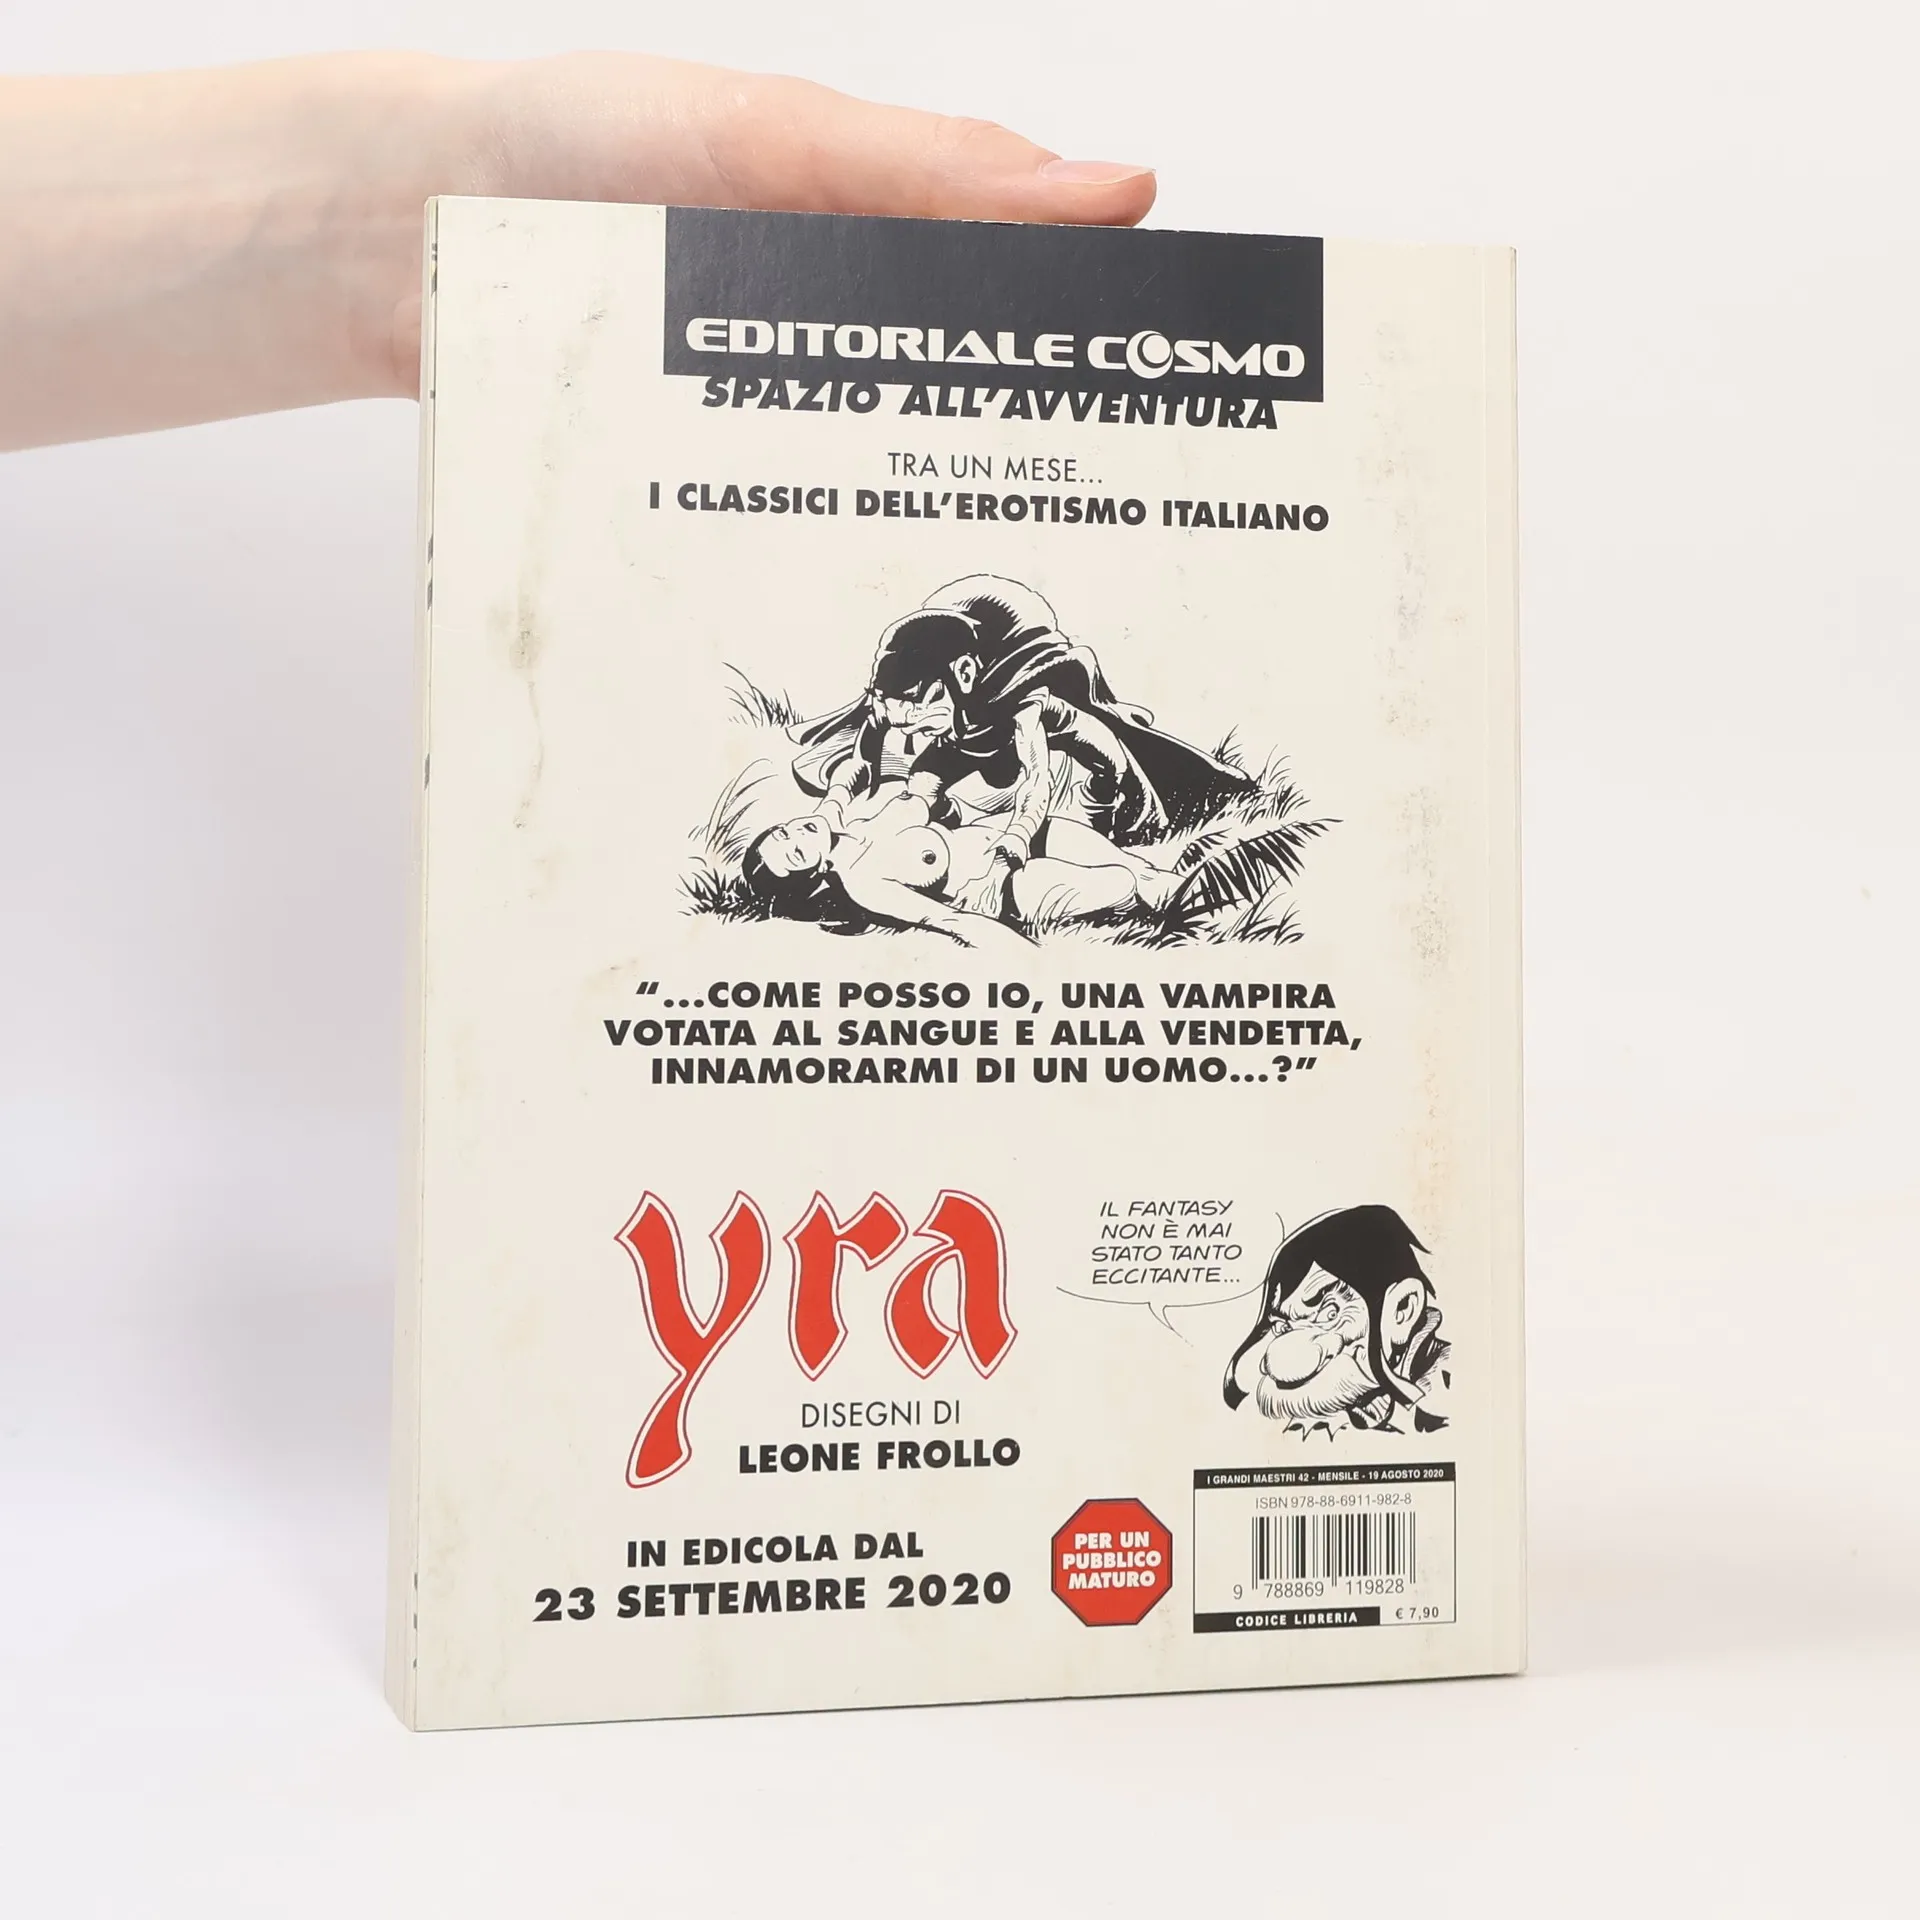 EDITORIALE COSMO
SPAZIO ALL'AVVENTURA
TRA UN MESE...
I CLASSICI DELL'EROTISMO ITALIANO
“...COME POSSO IO, UNA VAMPIRA
VOTATA AL SANGUE E ALLA VENDETTA,
INNAMORARMI DI UN UOMO...?”
yra
DISEGNI DI
LEONE FROLLO
IL FANTASY
NON È MAI
STATO TANTO
ECCITANTE...
IN EDICOLA DAL
23 SETTEMBRE 2020
PER UN
PUBBLICO
MATURO
I GRANDI MAESTRI 42 - MENSILE - 19 AGOSTO 2020
ISBN 978-88-6911-982-8
9 788869 119828
CODICE LIBRERIA
€ 7,90